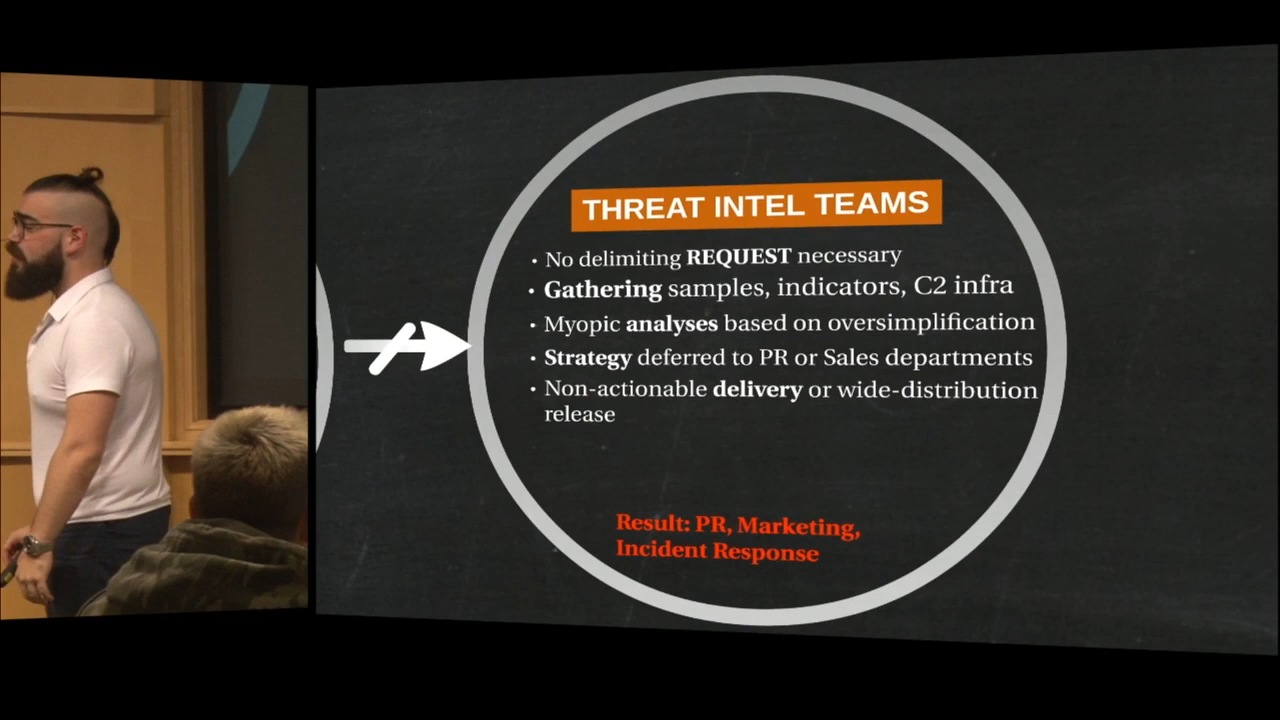 THREAT INTEL TEAMS
• No delimiting REQUEST necessary
• Gathering samples, indicators, C2 infra
• Myopic analyses based on oversimplification
• Strategy deferred to PR or Sales departments
• Non-actionable delivery or wide-distribution
release
Result: PR, Marketing,
Incident Response